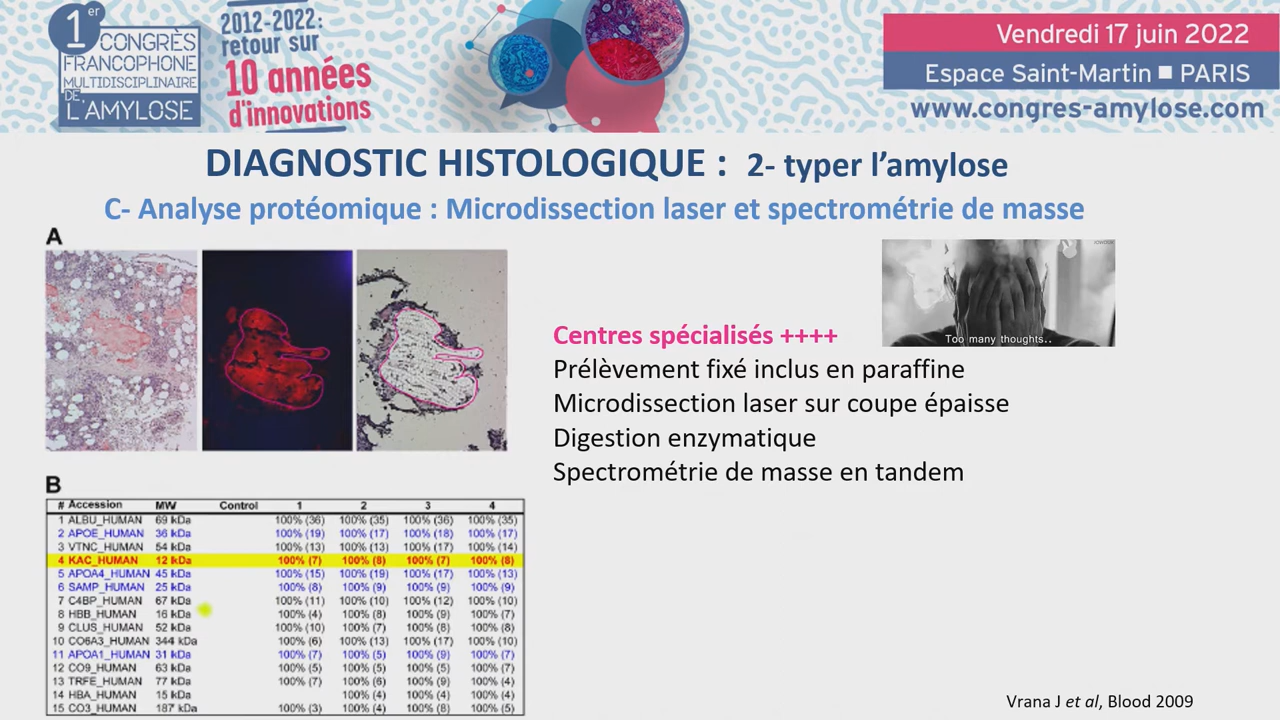 1er CONGRÈS
FRANCOPHONE
MULTIDISCIPLINAIRE
DE L'AMYLOSE
2012-2022:
retour sur
10 années
d'innovations
Vendredi 17 juin 2022
Espace Saint-Martin ■ PARIS
www.congres-amylose.com
DIAGNOSTIC HISTOLOGIQUE : 2- typer l'amylose
C- Analyse protéomique : Microdissection laser et spectrométrie de masse
A
Too many thoughts..
Centres spécialisés ++++
Prélèvement fixé inclus en paraffine
Microdissection laser sur coupe épaisse
Digestion enzymatique
Spectrométrie de masse en tandem
B
# Accession MW Control 1 2 3 4
1 ALBU_HUMAN 69 kDa 100% (36) 100% (35) 100% (36) 100% (35)
2 APOE_HUMAN 36 kDa 100% (19) 100% (17) 100% (18) 100% (17)
3 VTNC_HUMAN 54 kDa 100% (13) 100% (13) 100% (17) 100% (14)
4 KAC_HUMAN 12 kDa 100% (7) 100% (8) 100% (7) 100% (8)
5 APOA4_HUMAN 45 kDa 100% (15) 100% (19) 100% (17) 100% (13)
6 SAMP_HUMAN 25 kDa 100% (8) 100% (9) 100% (9) 100% (9)
7 C4BP_HUMAN 67 kDa 100% (11) 100% (10) 100% (12) 100% (10)
8 HBB_HUMAN 16 kDa 100% (4) 100% (8) 100% (9) 100% (7)
9 CLUS_HUMAN 52 kDa 100% (10) 100% (7) 100% (8) 100% (8)
10 CO6A3_HUMAN 344 kDa 100% (6) 100% (13) 100% (17) 100% (10)
11 APOA1_HUMAN 31 kDa 100% (7) 100% (5) 100% (9) 100% (7)
12 CO9_HUMAN 63 kDa 100% (5) 100% (5) 100% (5) 100% (7)
13 TRFE_HUMAN 77 kDa 100% (7) 100% (6) 100% (9) 100% (4)
14 HBA_HUMAN 15 kDa 100% (4) 100% (4) 100% (4)
15 CO3_HUMAN 187 kDa 100% (3) 100% (4) 100% (8) 100% (5)
Vrana J et al, Blood 2009